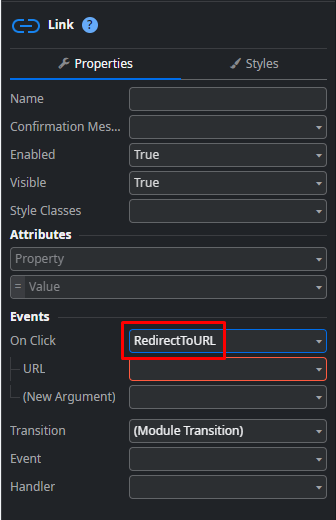 Link ?
Properties Styles
Name
Confirmation Mes...
Enabled True
Visible True
Style Classes
Attributes
Property
= Value
Events
On Click RedirectToURL
URL
(New Argument)
Transition (Module Transition)
Event
Handler